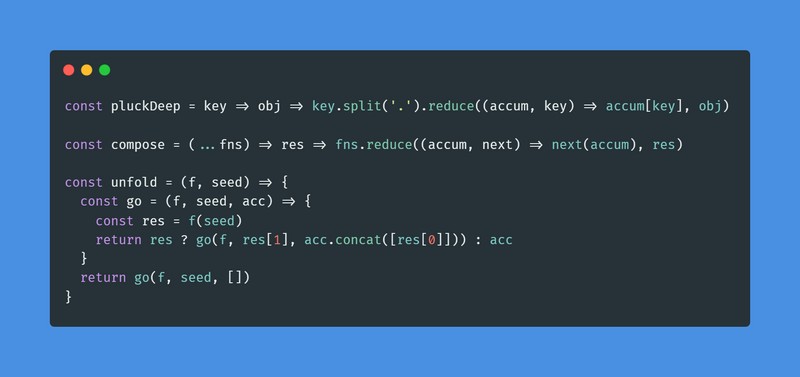 const pluckDeep = key => obj => key.split('.').reduce((accum, key) => accum[key], obj)
const compose = (...fns) => res => fns.reduce((accum, next) => next(accum), res)
const unfold = (f, seed) => {
const go = (f, seed, acc) => {
const res = f(seed)
return res ? go(f, res[1], acc.concat([res[0]])) : acc
}
return go(f, seed, [])
}